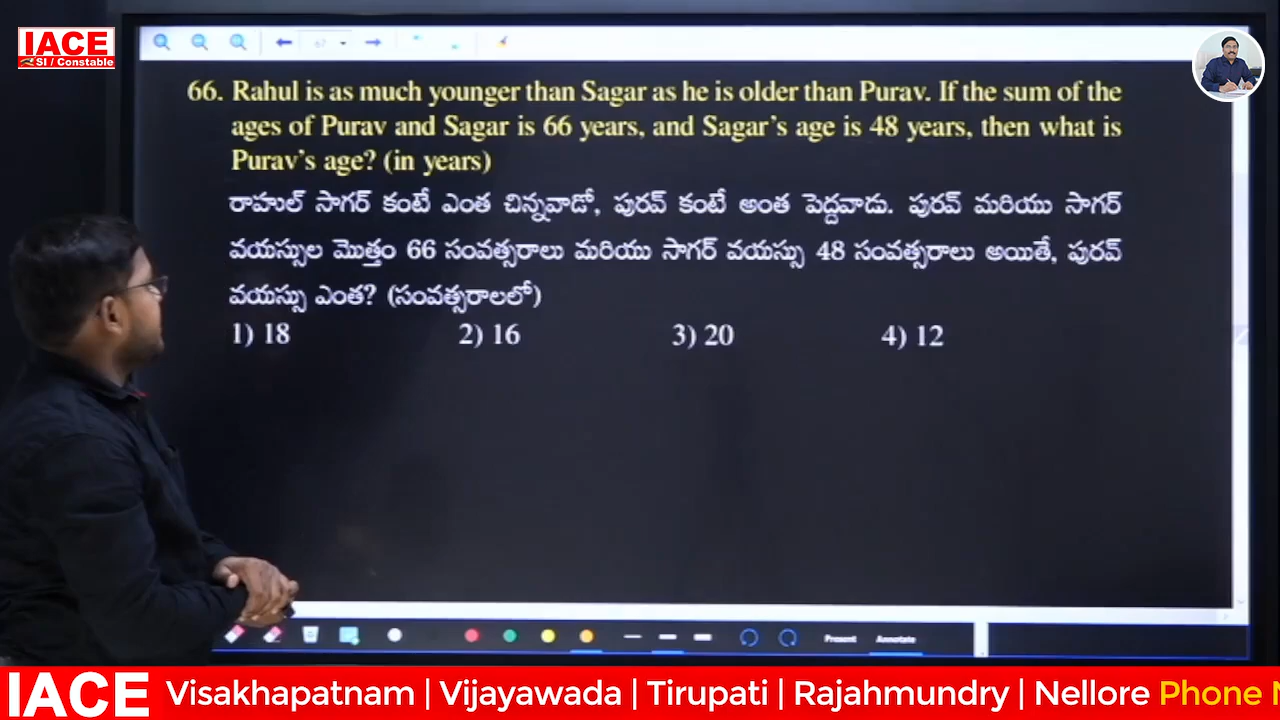 IACE
SI / Constable
66. Rahul is as much younger than Sagar as he is older than Purav. If the sum of the
ages of Purav and Sagar is 66 years, and Sagar's age is 48 years, then what is
Purav's age? (in years)
రాహుల్ సాగర్ కంటే ఎంత చిన్నవాడో, పురవ్ కంటే అంత పెద్దవాడు. పురవ్ మరియు సాగర్
వయస్సుల మొత్తం 66 సంవత్సరాలు మరియు సాగర్ వయస్సు 48 సంవత్సరాలు అయితే, పురవ్
వయస్సు ఎంత? (సంవత్సరాలలో)
1) 18 2) 16 3) 20 4) 12
Present Annotate
IACE Visakhapatnam | Vijayawada | Tirupati | Rajahmundry | Nellore Phone